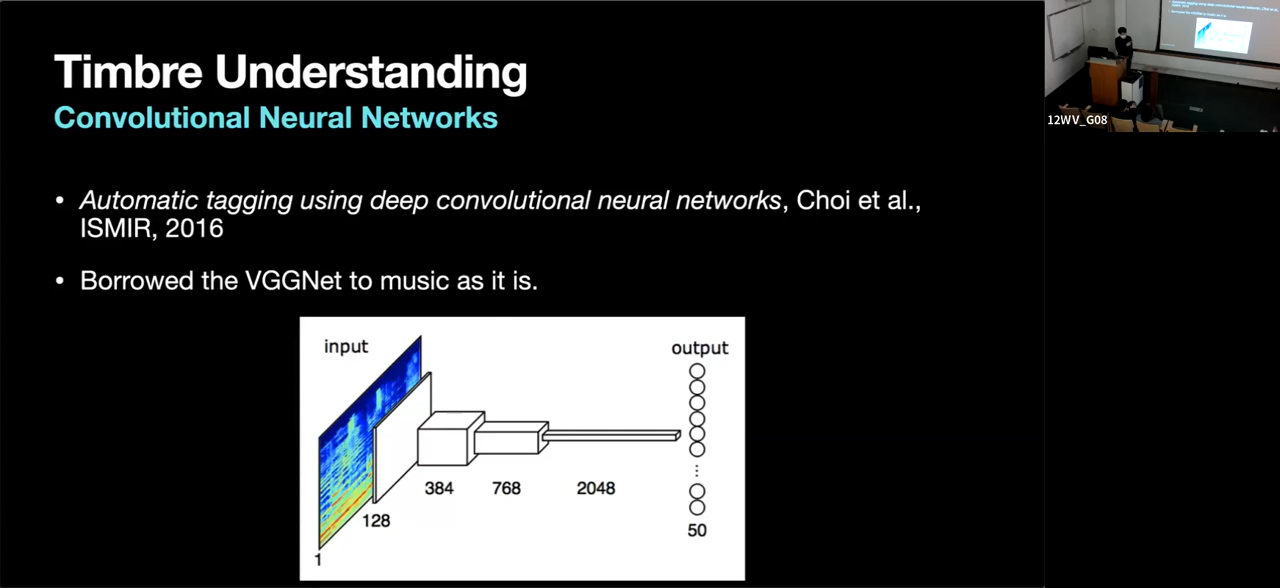 Timbre Understanding
Convolutional Neural Networks
• Automatic tagging using deep convolutional neural networks, Choi et al.,
ISMIR, 2016
• Borrowed the VGGNet to music as it is.
input
output
384
768
2048
128
50
1
12WV_G08